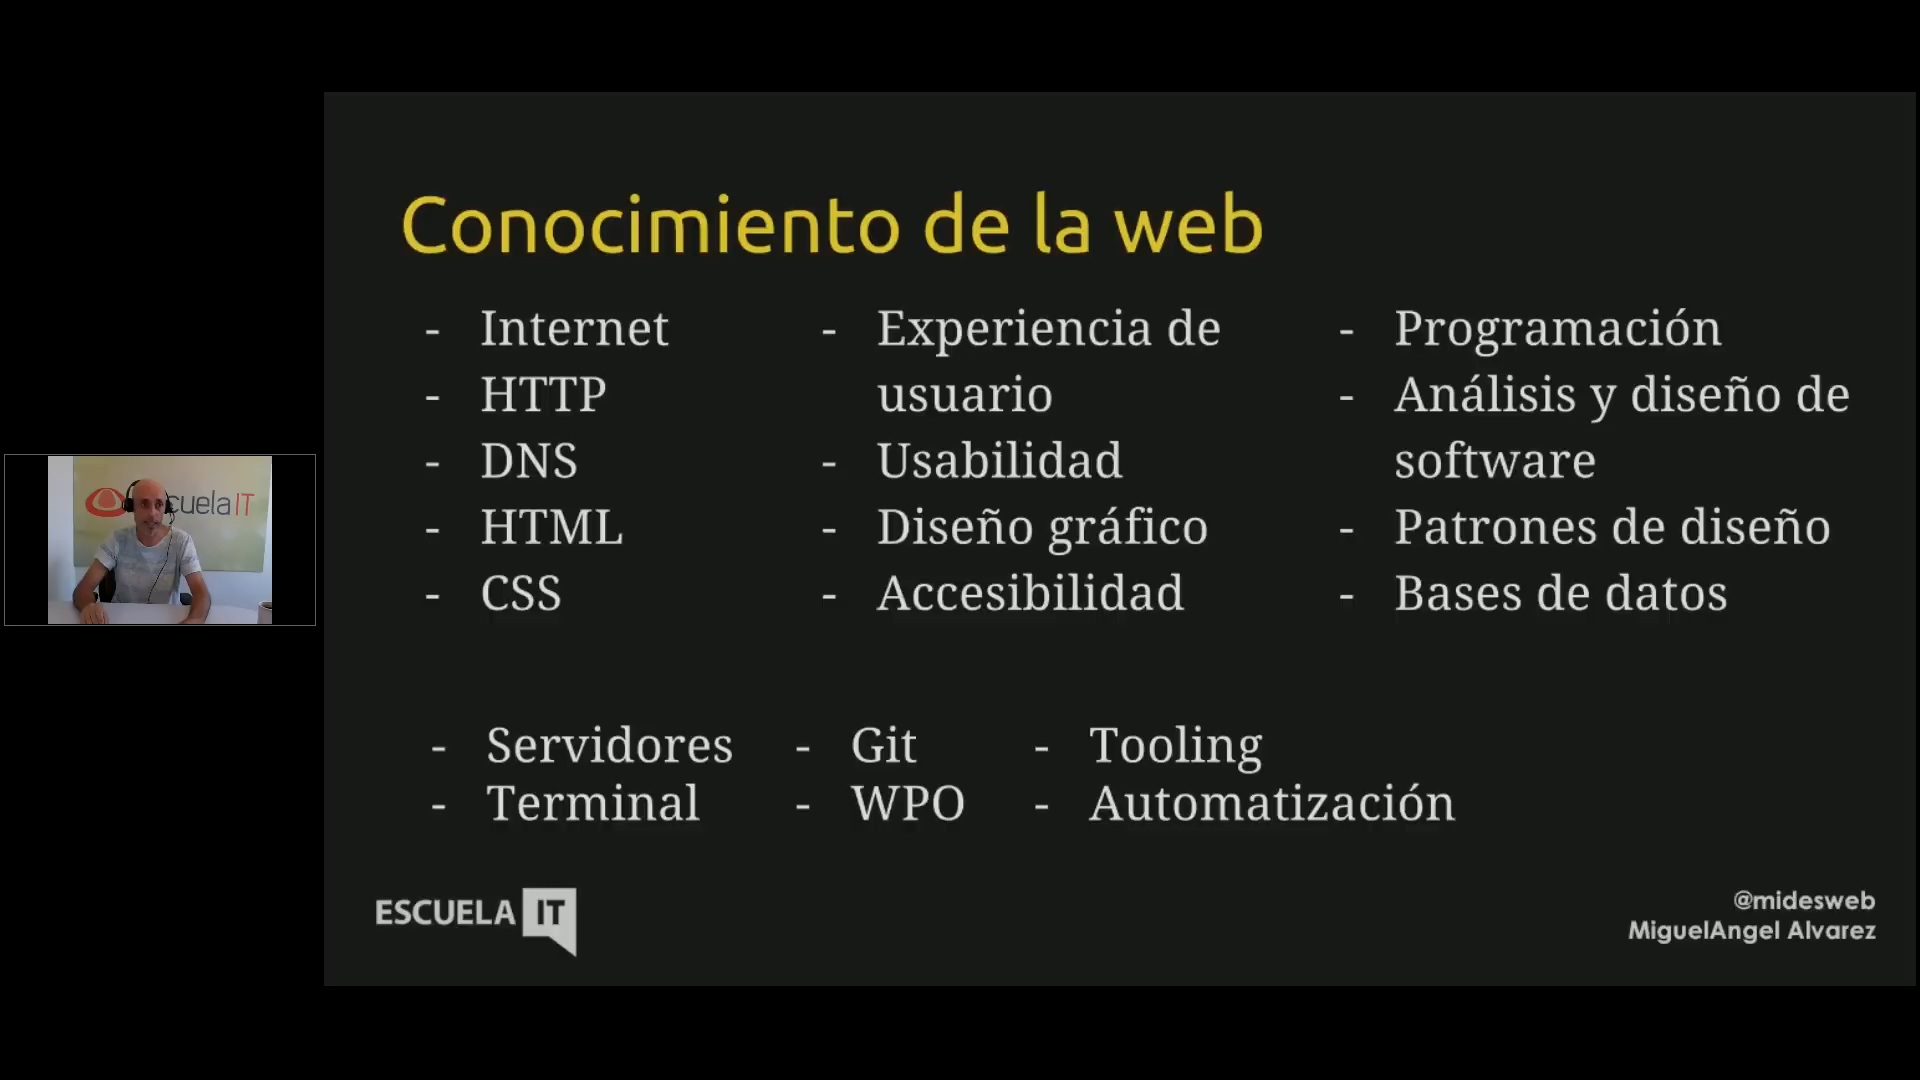 Conocimiento de la web
- Internet
- HTTP
- DNS
- HTML
- CSS
- Experiencia de
usuario
- Usabilidad
- Diseño gráfico
- Accesibilidad
- Programación
- Análisis y diseño de
software
- Patrones de diseño
- Bases de datos
- Servidores
- Terminal
- Git
- WPO
- Tooling
- Automatización
cuelaIT
ESCUELA IT
@midesweb
MiguelAngel Alvarez